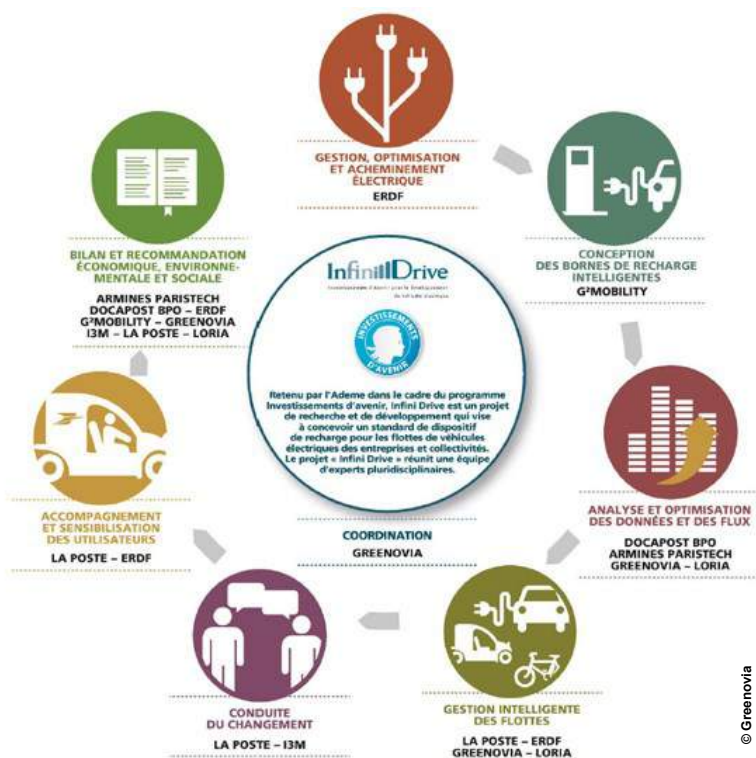 GESTION, OPTIMISATION
ET ACHEMINEMENT
ÉLECTRIQUE
ERDF
CONCEPTION
DES BORNES DE RECHARGE
INTELLIGENTES
G²MOBILITY
ANALYSE ET OPTIMISATION
DES DONNÉES ET DES FLUX
DOCAPOST BPO
ARMINES PARISTECH
GREENOVIA – LORIA
GESTION INTELLIGENTE
DES FLOTTES
LA POSTE – ERDF
GREENOVIA – LORIA
CONDUITE
DU CHANGEMENT
LA POSTE – I3M
ACCOMPAGNEMENT
ET SENSIBILISATION
DES UTILISATEURS
LA POSTE – ERDF
BILAN ET RECOMMANDATION
ÉCONOMIQUE, ENVIRONNE-
MENTALE ET SOCIALE
ARMINES PARISTECH
DOCAPOST BPO – ERDF
G²MOBILITY – GREENOVIA
I3M – LA POSTE – LORIA
InfiniDrive
INVESTISSEMENTS
D'AVENIR
Retenu par l'Ademe dans le cadre du programme
Investissements d'avenir, Infini Drive est un projet
de recherche et de développement qui vise
à concevoir un standard de dispositif
de recharge pour les flottes de véhicules
électriques des entreprises et collectivités.
Le projet « Infini Drive » réunit une équipe
d'experts pluridisciplinaires.
COORDINATION
GREENOVIA
© Greenovia